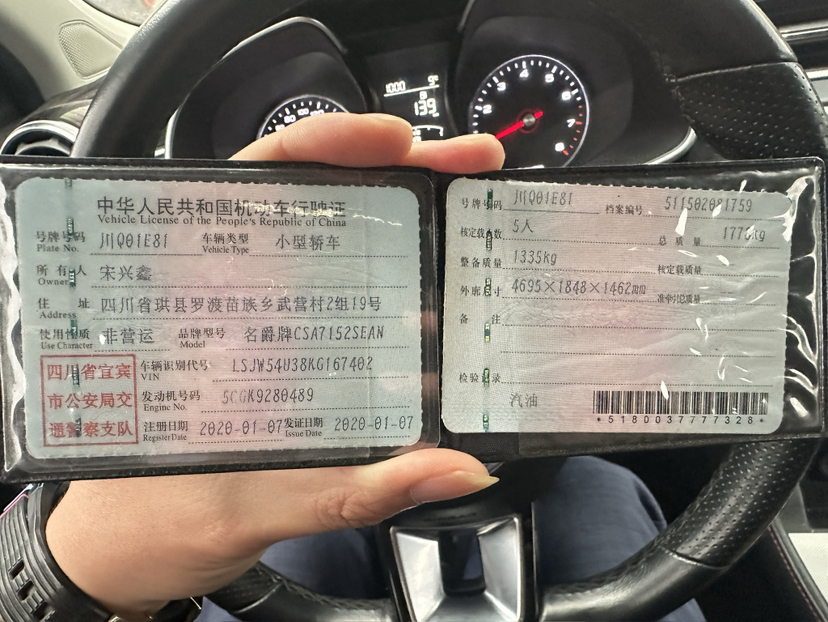 中华人民共和国机动车行驶证
Vehicle License of the People's Republic of China
号牌号码 川Q01E81 车辆类型 小型轿车
Plate No. Vehicle Type
所有人 宋兴鑫
Owner
住址 四川省珙县罗渡苗族乡武营村2组19号
Address
使用性质 非营运 品牌型号 名爵牌CSA7152SEAN
Use Character Model
四川省宜宾
市公安局交
通警察支队
车辆识别代号 LSJW54U38KG167402
VIN
发动机号码 5CGK9280489
Engine No.
注册日期 2020-01-07 发证日期 2020-01-07
Register Date Issue Date
号牌号码 川Q01E81 档案编号 511502081759
核定载人数 5人 总质量
整备质量 1335kg 核定载质量
外廓尺寸 4695×1848×1462mm 准牵引总质量
备注
检验记录
汽油
*5180037777328*
1000
139
3 4 5 6